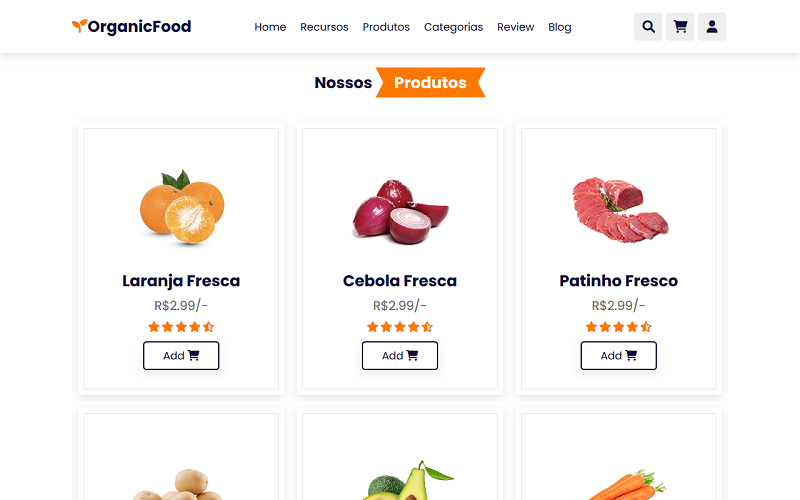 OrganicFood
Home Recursos Produtos Categorias Review Blog
Nossos Produtos
Laranja Fresca
R$2.99/-
Add
Cebola Fresca
R$2.99/-
Add
Patinho Fresco
R$2.99/-
Add